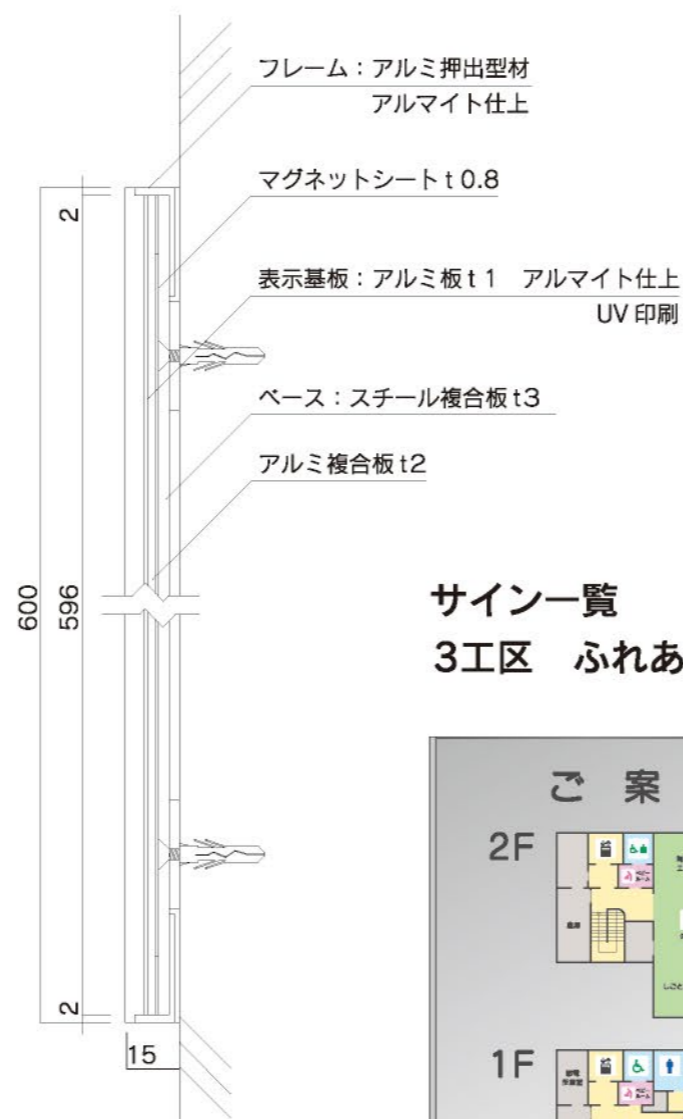 フレーム：アルミ押出型材
アルマイト仕上
マグネットシート t 0.8
表示基板：アルミ板 t 1　アルマイト仕上
UV 印刷
ベース：スチール複合板 t3
アルミ複合板 t2
2
600
596
2
15
サイン一覧
3工区　ふれあ
ご 案
2F
1F